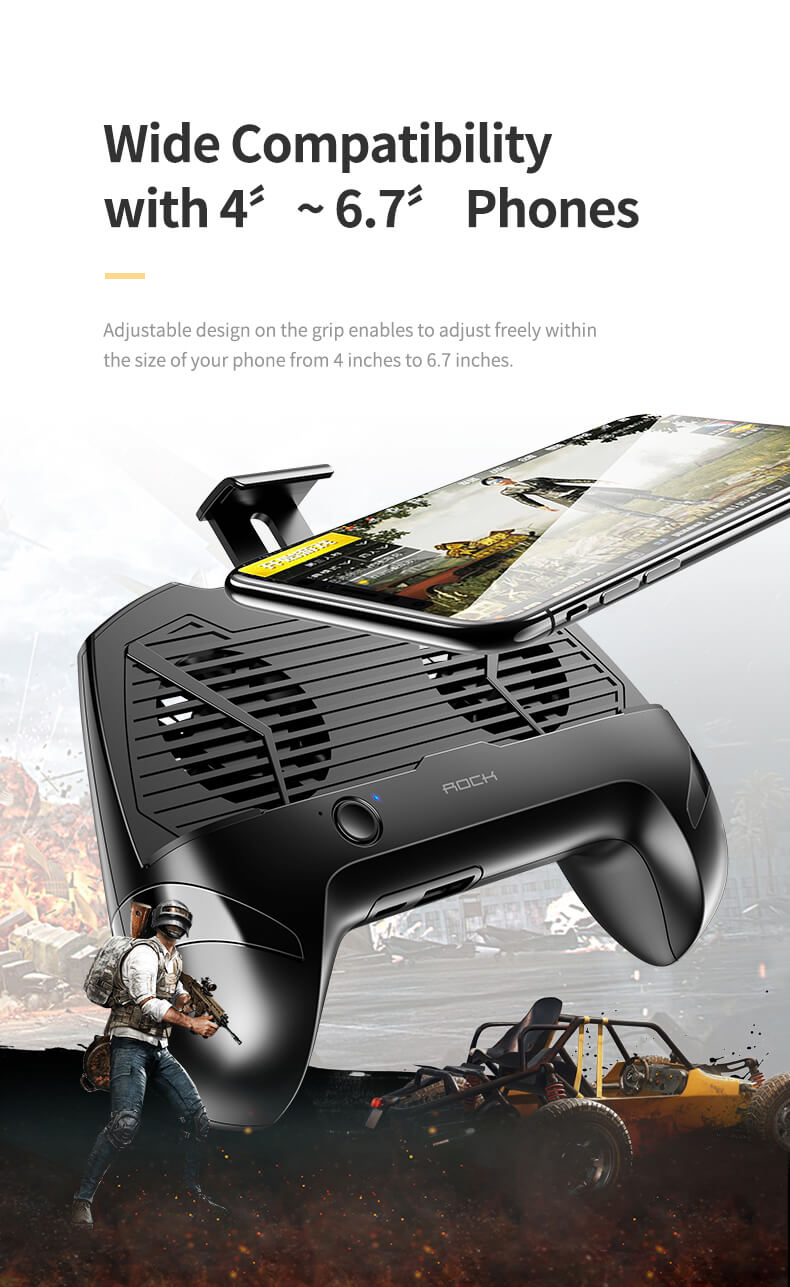 Wide Compatibility
with 4〞 ~ 6.7〞 Phones
Adjustable design on the grip enables to adjust freely within
the size of your phone from 4 inches to 6.7 inches.
ROCK